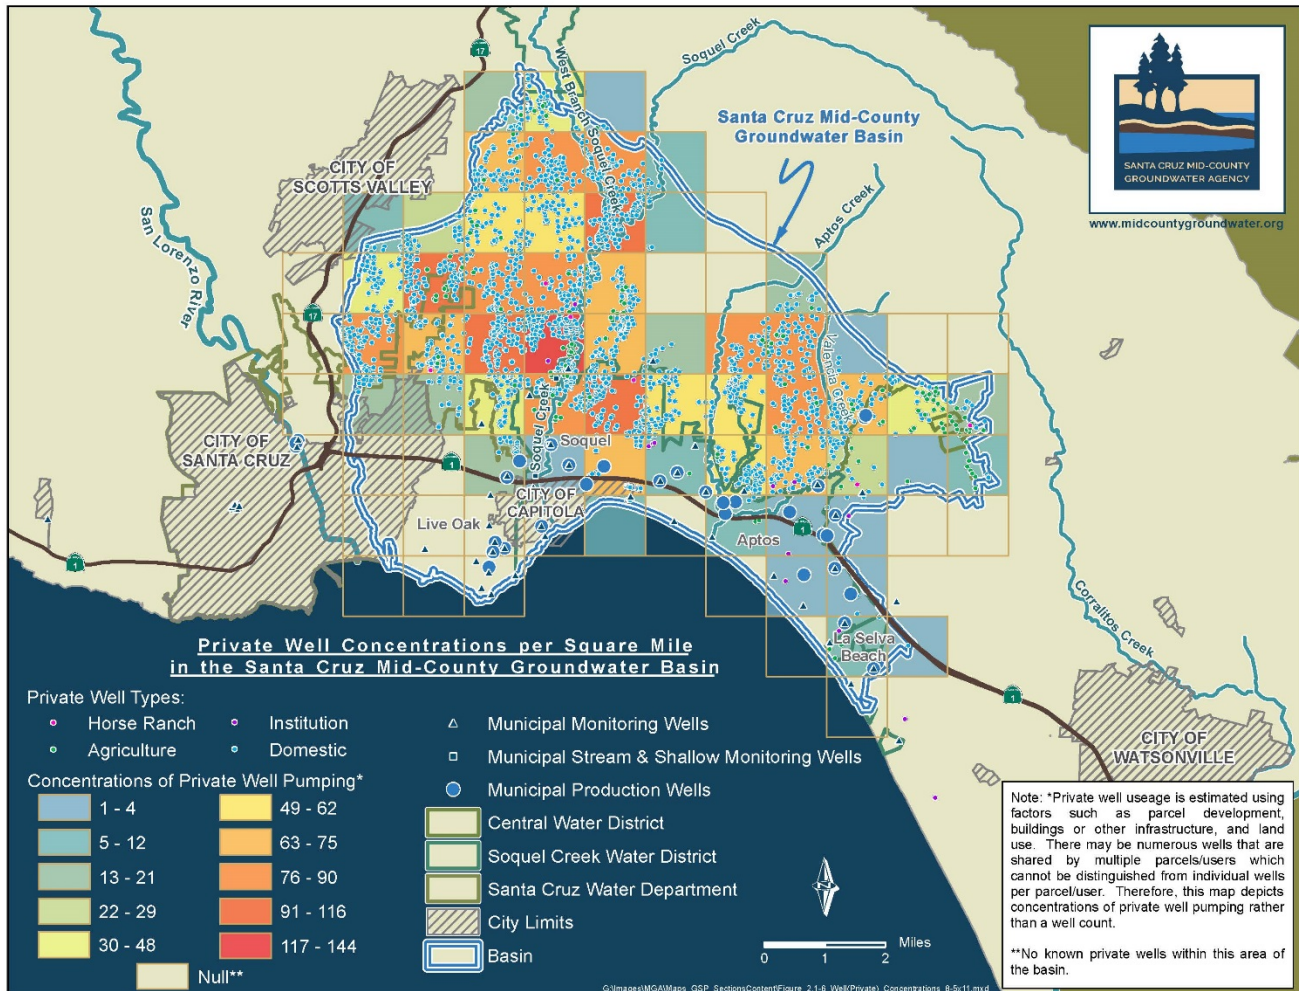 17
Soquel Creek
West Branch Soquel Creek
Santa Cruz Mid-County
Groundwater Basin
SANTA CRUZ MID-COUNTY
GROUNDWATER AGENCY
www.midcountygroundwater.org
CITY OF
SCOTTS VALLEY
San Lorenzo River
Aptos Creek
17
Valencia Creek
CITY OF
SANTA CRUZ
Soquel Creek
Soquel
1
CITY OF
CAPITOLA
Live Oak
Aptos
1
1
Corralitos Creek
La Selva
Beach
1
CITY OF
WATSONVILLE
Private Well Concentrations per Square Mile
in the Santa Cruz Mid-County Groundwater Basin
Private Well Types:
Horse Ranch
Institution
Agriculture
Domestic
Concentrations of Private Well Pumping*
1 - 4
5 - 12
13 - 21
22 - 29
30 - 48
49 - 62
63 - 75
76 - 90
91 - 116
117 - 144
Null**
Municipal Monitoring Wells
Municipal Stream & Shallow Monitoring Wells
Municipal Production Wells
Central Water District
Soquel Creek Water District
Santa Cruz Water Department
City Limits
Basin
N
Miles
0 1 2
Note: *Private well useage is estimated using
factors such as parcel development,
buildings or other infrastructure, and land
use. There may be numerous wells that are
shared by multiple parcels/users which
cannot be distinguished from individual wells
per parcel/user. Therefore, this map depicts
concentrations of private well pumping rather
than a well count.
**No known private wells within this area of
the basin.
G:\Images\MGA\Maps_GSP_SectionsContent\Figure_2.1-6_Well(Private)_Concentrations_8-5x11.mxd